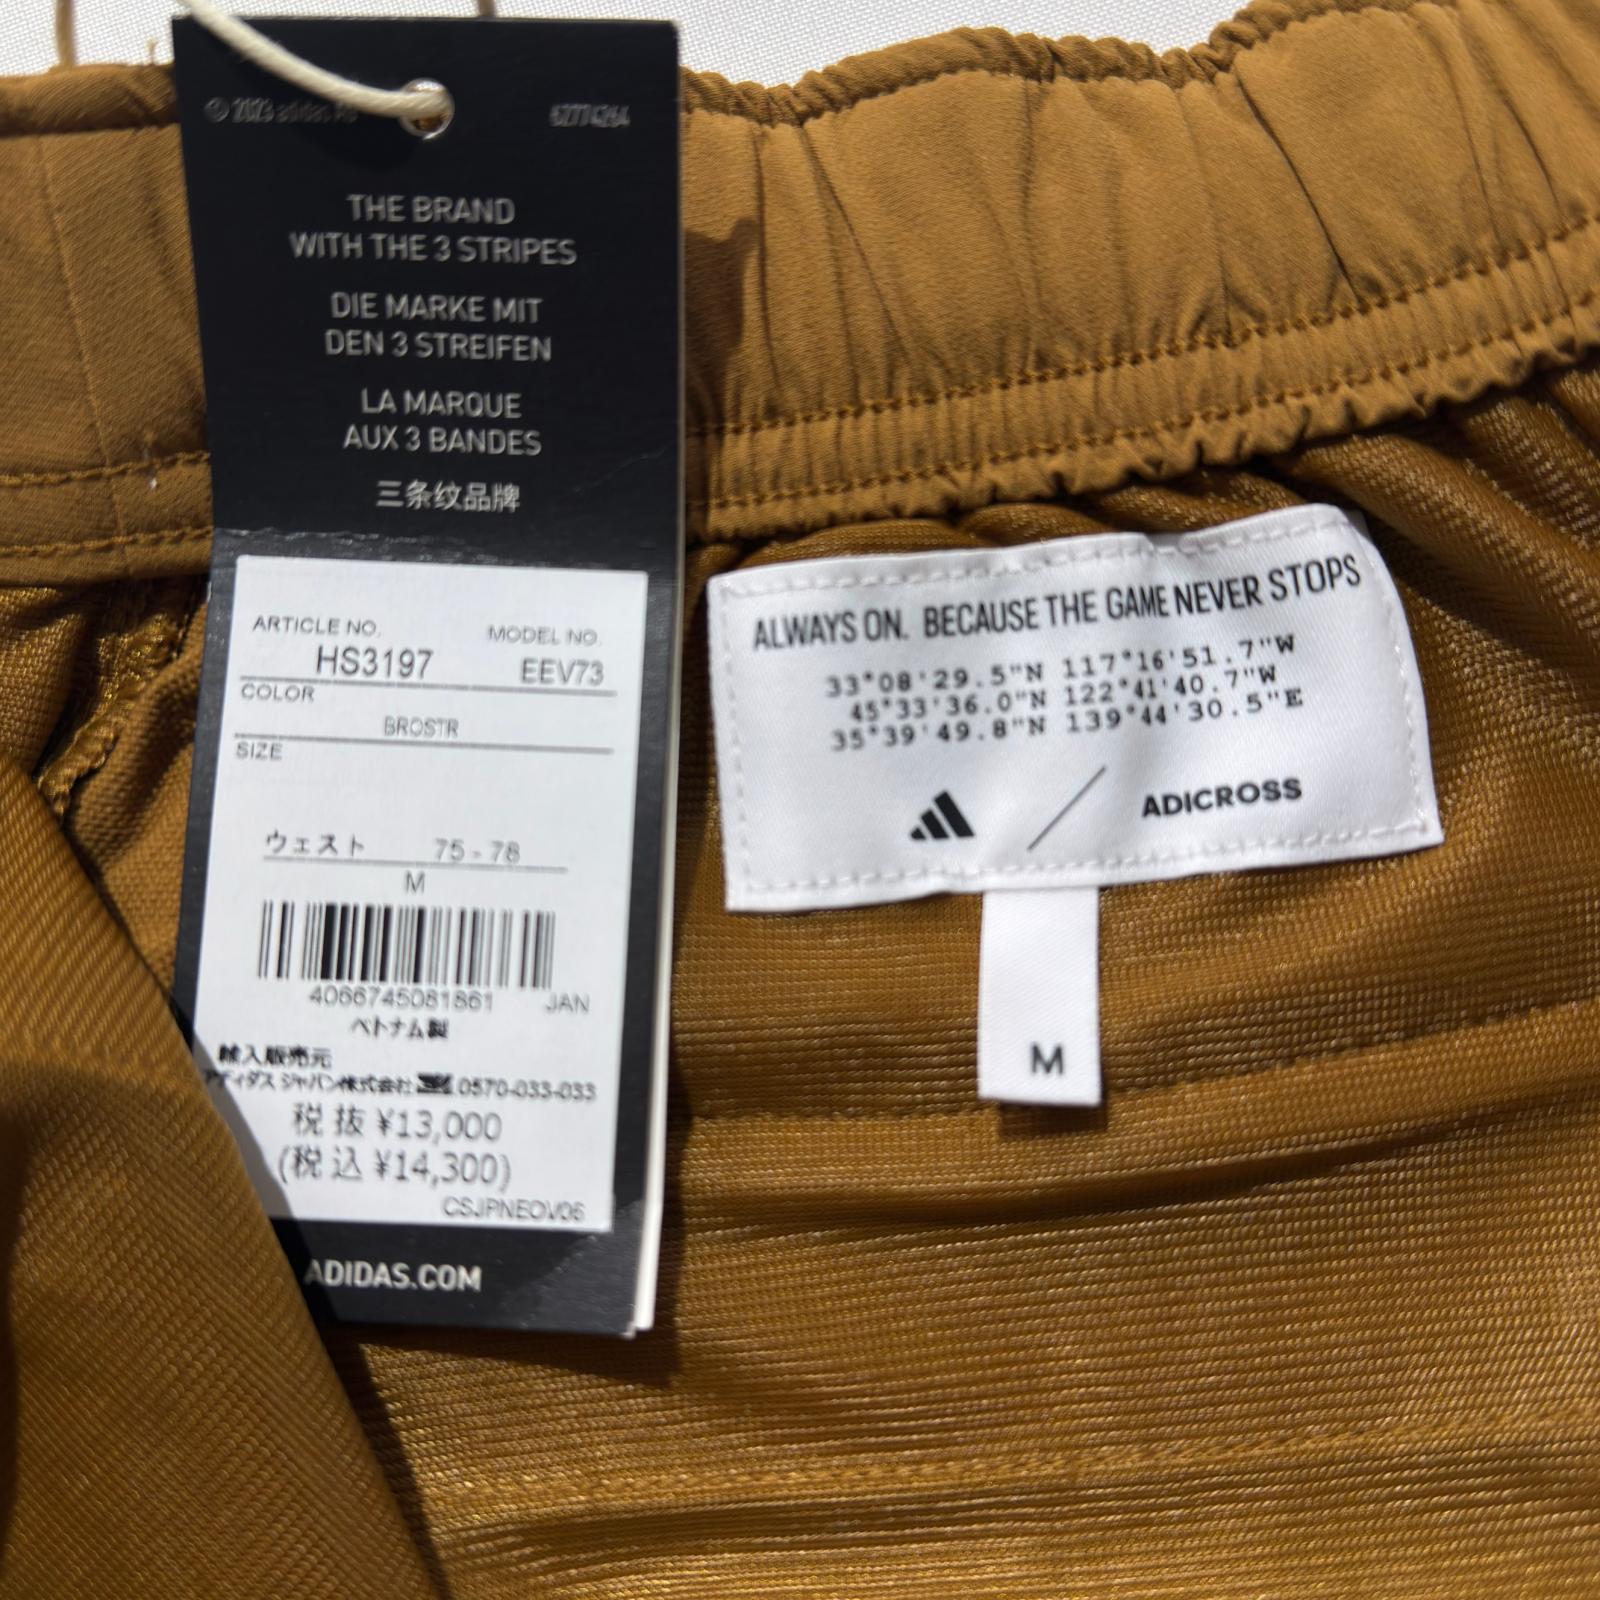 © 2023 adidas AG
THE BRAND
WITH THE 3 STRIPES
DIE MARKE MIT
DEN 3 STREIFEN
LA MARQUE
AUX 3 BANDES
三条纹品牌
ARTICLE NO.
MODEL NO.
HS3197
EEV73
COLOR
BROSTR
SIZE
ウェスト 75 - 78
M
4066745081861 JAN
ベトナム製
輸入販売元
アディダス ジャパン株式会社 0570-033-033
税 抜 ¥13,000
(税 込 ¥14,300)
CSJPNEOV06
ADIDAS.COM
ALWAYS ON. BECAUSE THE GAME NEVER STOPS
33°08'29.5"N 117°16'51.7"W
45°33'36.0"N 122°41'40.7"W
35°39'49.8"N 139°44'30.5"E
ADICROSS
M